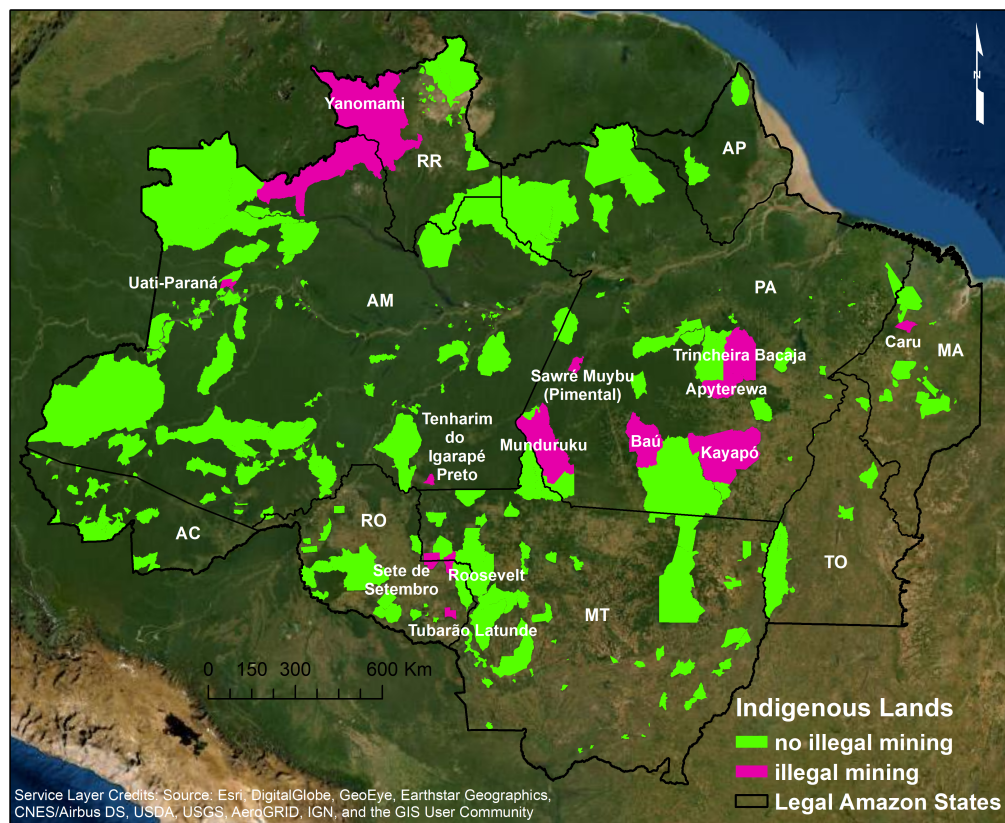 N
Yanomami
RR
AP
Uati-Paraná
AM
PA
Caru
MA
Trincheira Bacaja
Apyterewa
Sawré Muybu
(Pimental)
Tenharim
do
Igarapé
Preto
Munduruku
Baú
Kayapó
AC
RO
Sete de
Setembro
Roosevelt
TO
MT
Tubarão Latunde
0 150 300 600 Km
Indigenous Lands
no illegal mining
illegal mining
Legal Amazon States
Service Layer Credits: Source: Esri, DigitalGlobe, GeoEye, Earthstar Geographics,
CNES/Airbus DS, USDA, USGS, AeroGRID, IGN, and the GIS User Community